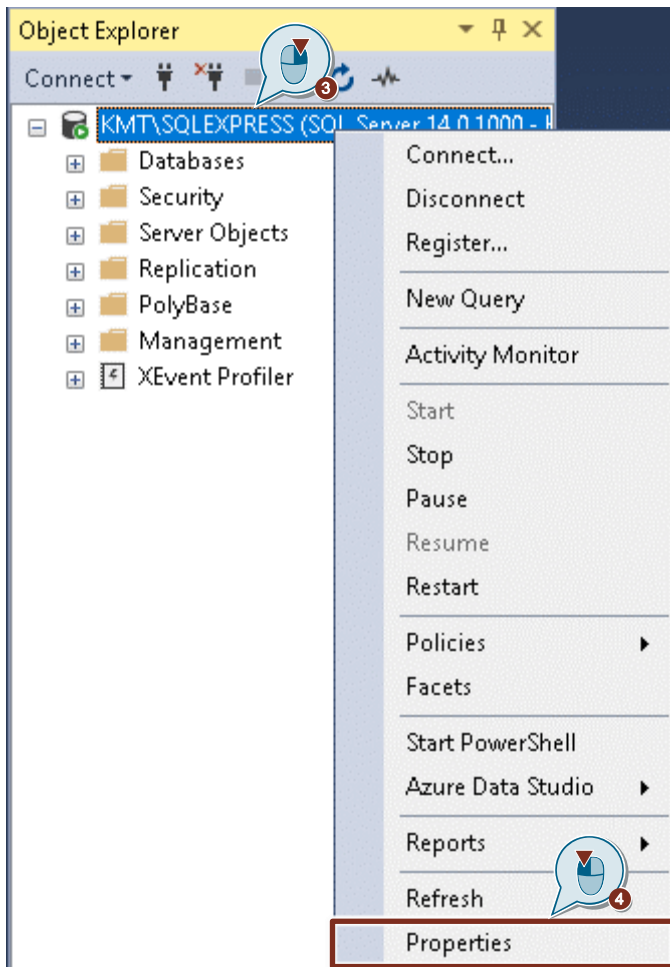 Object Explorer
Connect
3
KMT\SQLEXPRESS (SQL Server 14.0.1000 -
Databases
Security
Server Objects
Replication
PolyBase
Management
XEvent Profiler
Connect...
Disconnect
Register...
New Query
Activity Monitor
Start
Stop
Pause
Resume
Restart
Policies
Facets
Start PowerShell
Azure Data Studio
Reports
4
Refresh
Properties